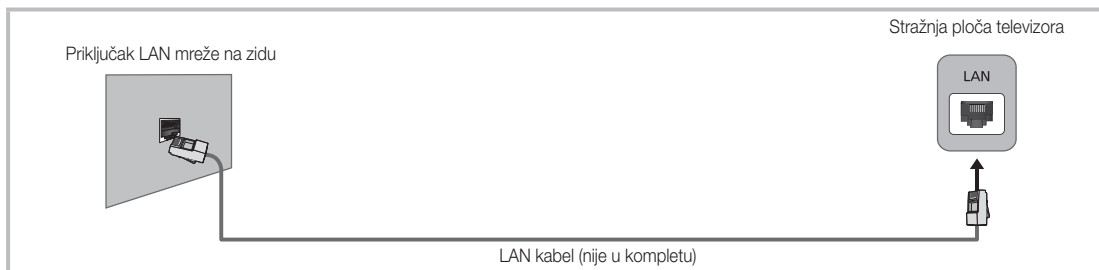 Stražnja ploča televizora
Priključak LAN mreže na zidu
LAN
LAN kabel (nije u kompletu)